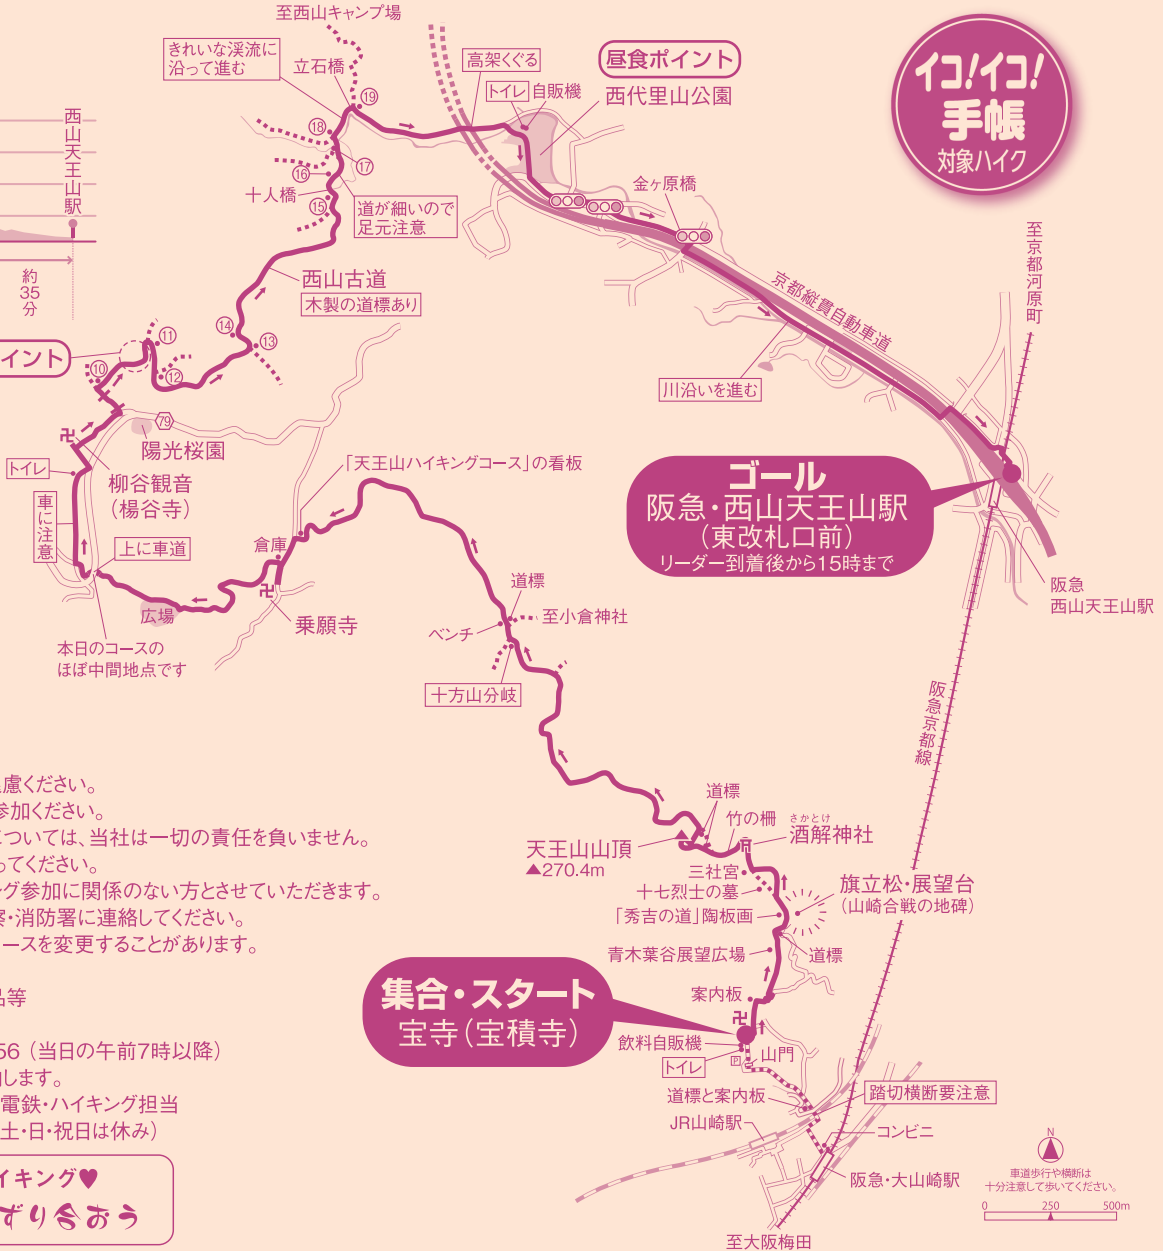 至西山キャンプ場
きれいな渓流に
沿って進む
立石橋
高架くぐる
昼食ポイント
トイレ
自販機
西代里山公園
イコ!イコ!
手帳
対象ハイク
西山天王山駅
約35分
⑲
⑱
⑰
⑯
十人橋
⑮
道が細いので
足元注意
金ヶ原橋
西山古道
木製の道標あり
至京都河原町
京都縦貫自動車道
川沿いを進む
イント
⑭
⑬
⑪
⑩
⑫
79
陽光桜園
トイレ
柳谷観音
(楊谷寺)
車に注意
上に車道
「天王山ハイキングコース」の看板
倉庫
広場
乗願寺
本日のコースの
ほぼ中間地点です
ゴール
阪急・西山天王山駅
(東改札口前)
リーダー到着後から15時まで
阪急
西山天王山駅
道標
至小倉神社
ベンチ
十方山分岐
阪急京都線
慮ください。
参加ください。
については、当社は一切の責任を負いません。
ってください。
グ参加に関係のない方とさせていただきます。
察・消防署に連絡してください。
ースを変更することがあります。
品等
56(当日の午前7時以降)
します。
電鉄・ハイキング担当
土・日・祝日は休み)
イキング♥
ずり合おう
道標
竹の柵
さかとけ
酒解神社
天王山山頂
▲270.4m
三社宮
十七烈士の墓
「秀吉の道」陶板画
旗立松・展望台
(山崎合戦の地碑)
青木葉谷展望広場
道標
案内板
集合・スタート
宝寺(宝積寺)
飲料自販機
トイレ
P
山門
道標と案内板
踏切横断要注意
JR山崎駅
コンビニ
阪急・大山崎駅
至大阪梅田
N
車道歩行や横断は
十分注意して歩いてください。
0 250 500m